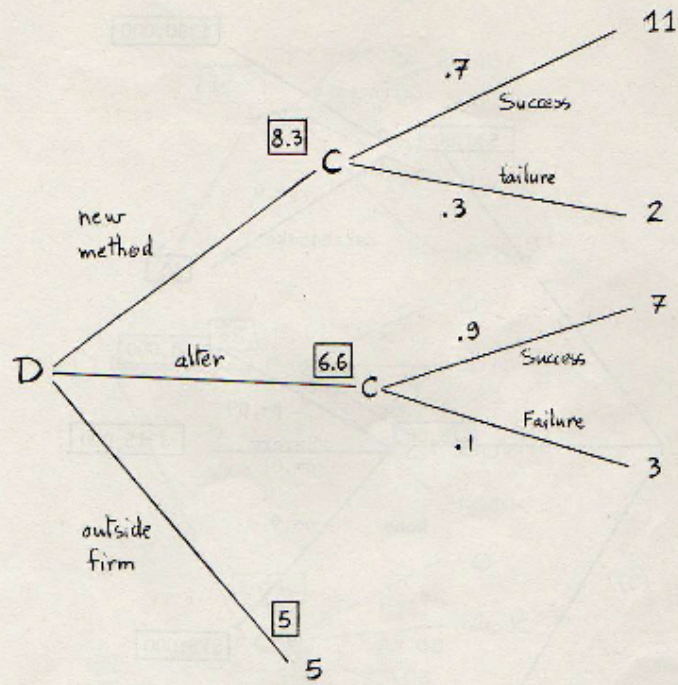 11
.7
Success
8.3
C
failure
.3
2
new
method
7
.9
Success
D
alter
6.6
C
Failure
.1
3
outside
firm
5
5